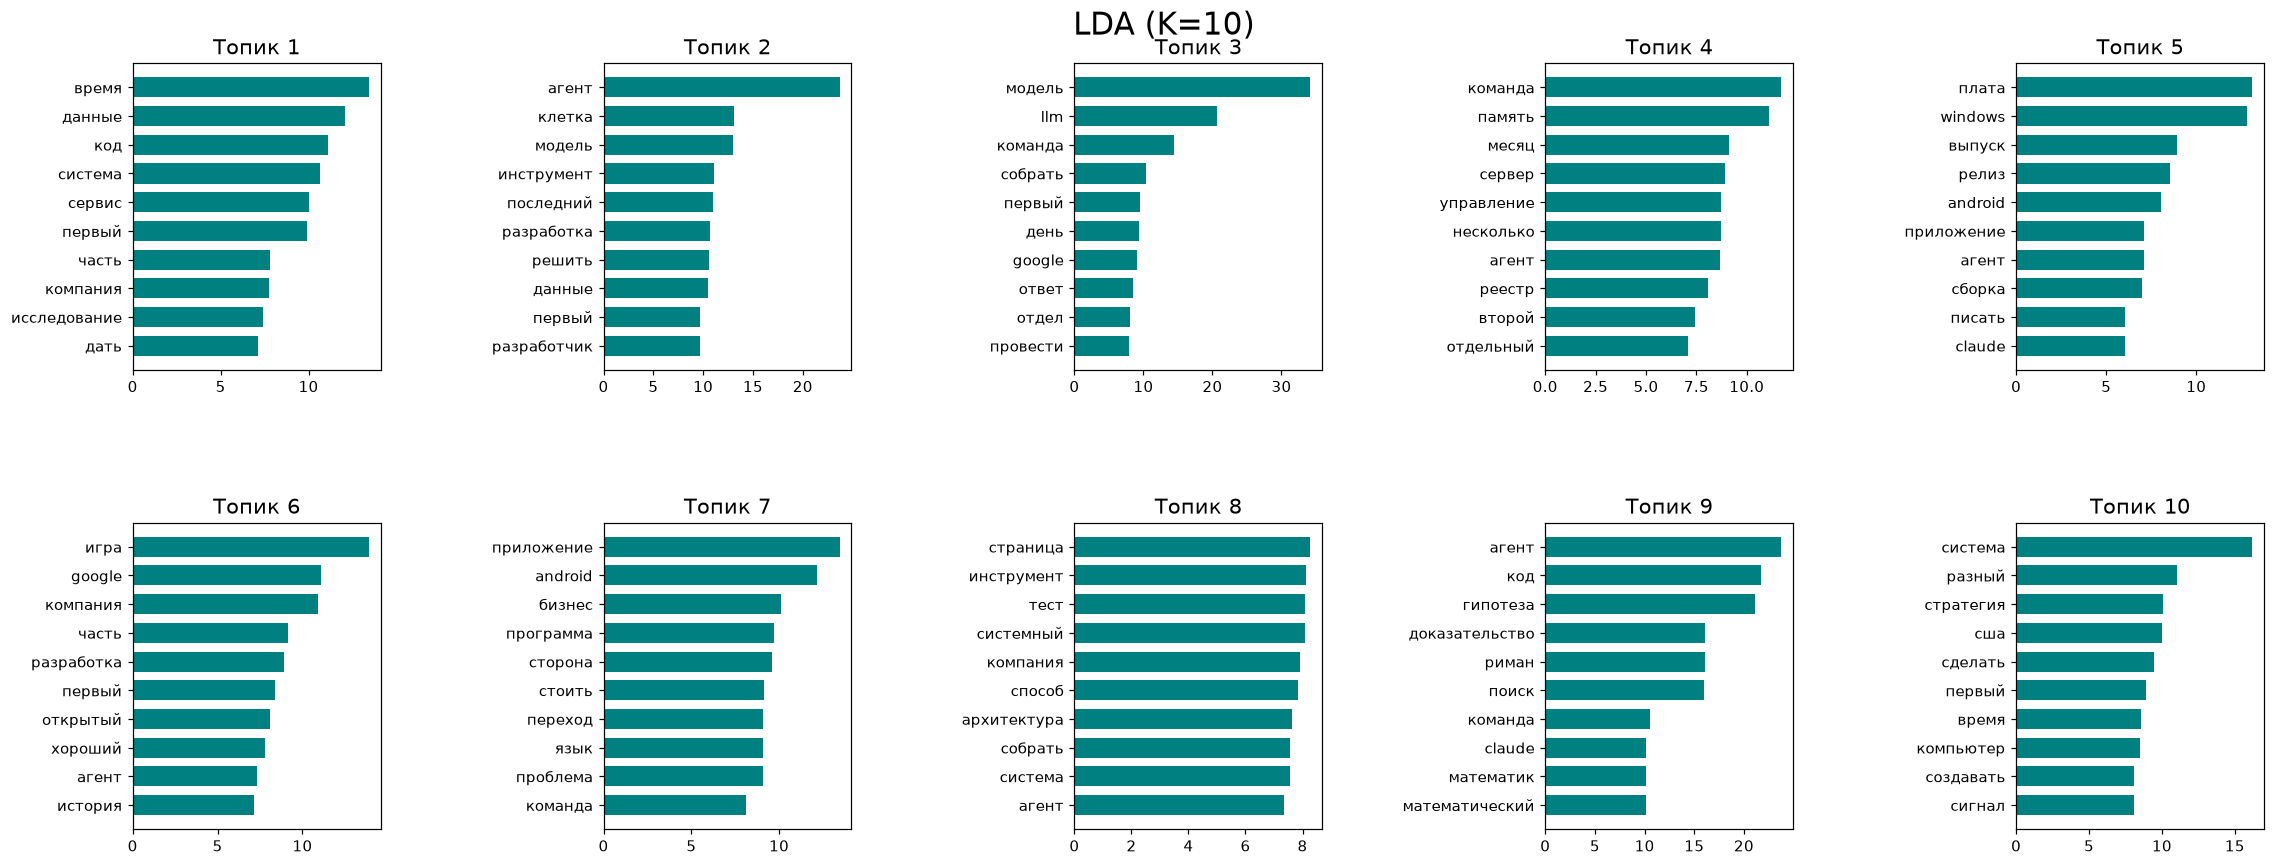 LDA (K=10)
Топик 1
время
данные
код
система
сервис
первый
часть
компания
исследование
дать
0 5 10
Топик 2
агент
клетка
модель
инструмент
последний
разработка
решить
данные
первый
разработчик
0 5 10 15 20
Топик 3
модель
llm
команда
собрать
первый
день
google
ответ
отдел
провести
0 10 20 30
Топик 4
команда
память
месяц
сервер
управление
несколько
агент
реестр
второй
отдельный
0.0 2.5 5.0 7.5 10.0
Топик 5
плата
windows
выпуск
релиз
android
приложение
агент
сборка
писать
claude
0 5 10
Топик 6
игра
google
компания
часть
разработка
первый
открытый
хороший
агент
история
0 5 10
Топик 7
приложение
android
бизнес
программа
сторона
стоить
переход
язык
проблема
команда
0 5 10
Топик 8
страница
инструмент
тест
системный
компания
способ
архитектура
собрать
система
агент
0 2 4 6 8
Топик 9
агент
код
гипотеза
доказательство
риман
поиск
команда
claude
математик
математический
0 5 10 15 20
Топик 10
система
разный
стратегия
сша
сделать
первый
время
компьютер
создавать
сигнал
0 5 10 15